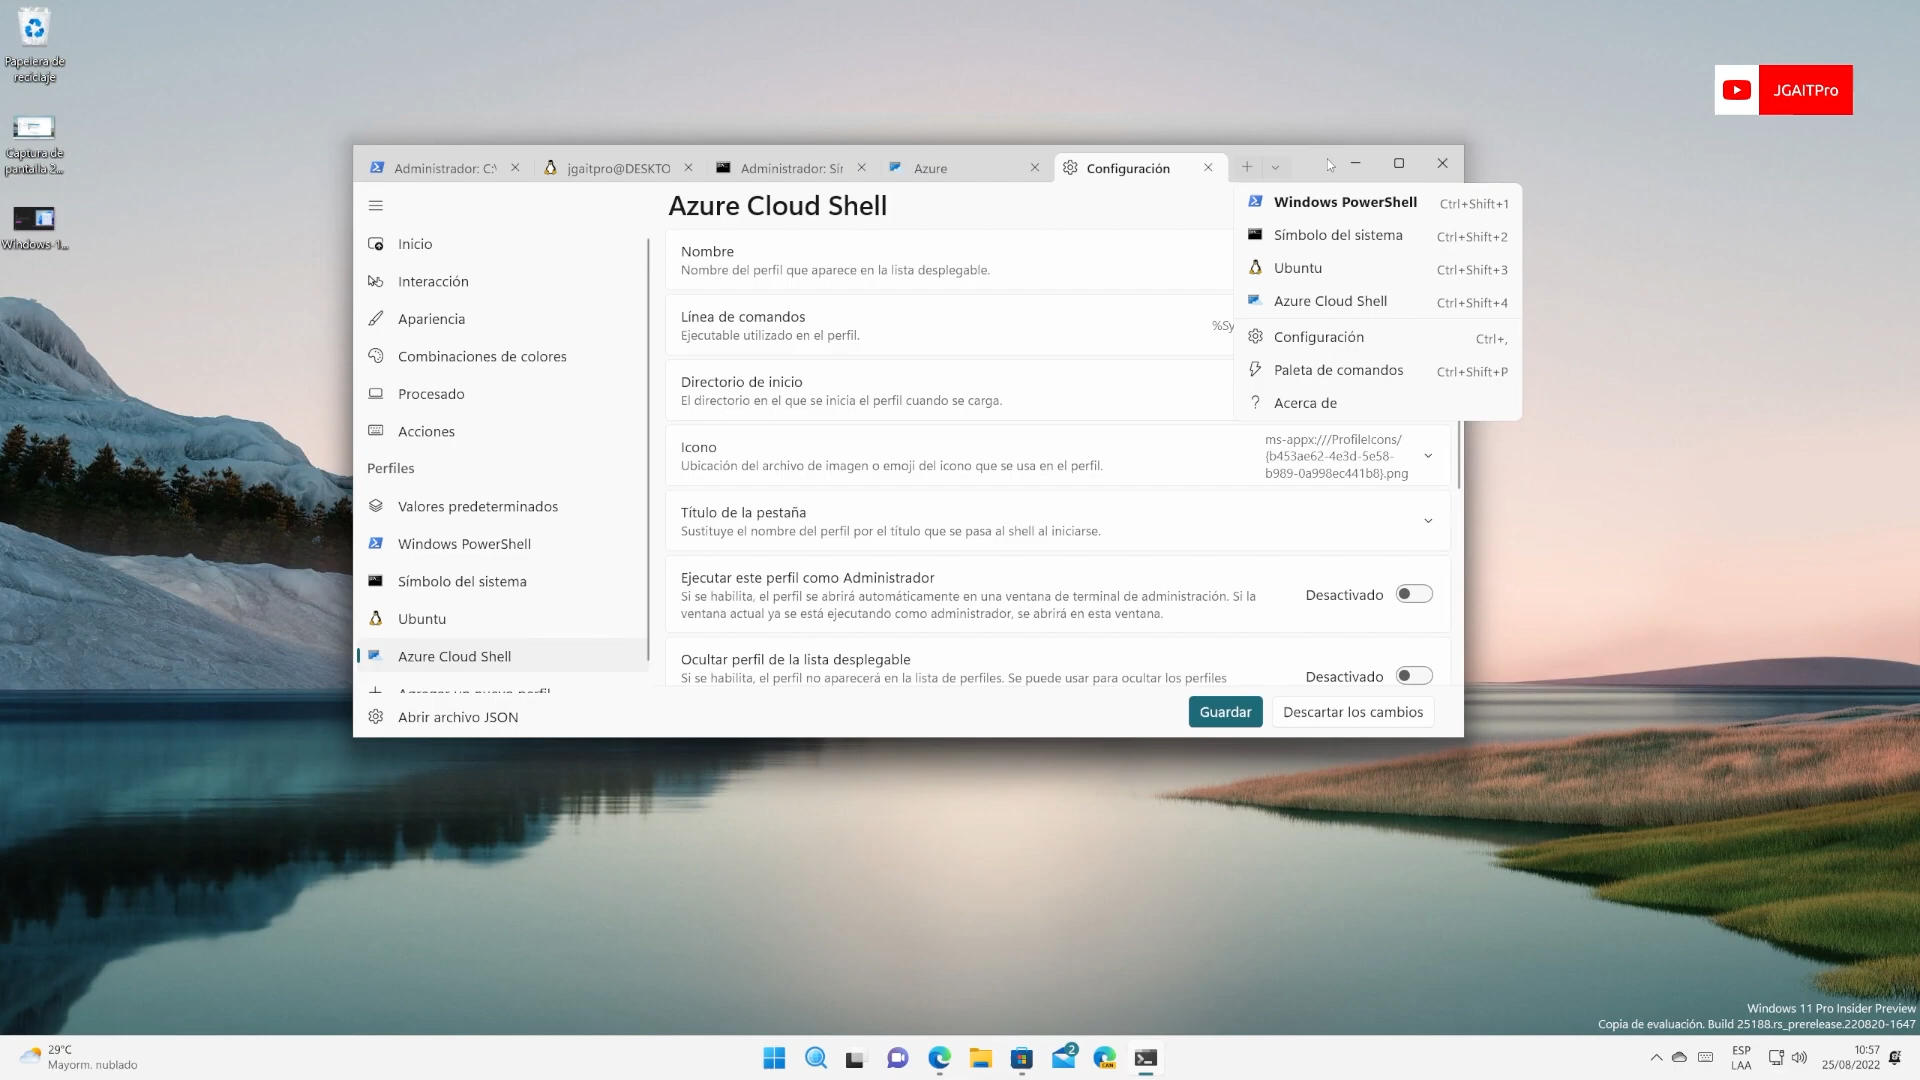 Papelera de
reciclaje
Captura de
pantalla 2...
Windows-1...
JGAITPro
Administrador: C:\
jgaitpro@DESKTO
Administrador: Sír
Azure
Configuración
Azure Cloud Shell
Inicio
Interacción
Apariencia
Combinaciones de colores
Procesado
Acciones
Perfiles
Valores predeterminados
Windows PowerShell
Símbolo del sistema
Ubuntu
Azure Cloud Shell
Agregar un nuevo perfil
Abrir archivo JSON
Nombre
Nombre del perfil que aparece en la lista desplegable.
Línea de comandos
Ejecutable utilizado en el perfil.
%Sy
Directorio de inicio
El directorio en el que se inicia el perfil cuando se carga.
Icono
Ubicación del archivo de imagen o emoji del icono que se usa en el perfil.
ms-appx:///ProfileIcons/
{b453ae62-4e3d-5e58-
b989-0a998ec441b8}.png
Título de la pestaña
Sustituye el nombre del perfil por el título que se pasa al shell al iniciarse.
Ejecutar este perfil como Administrador
Si se habilita, el perfil se abrirá automáticamente en una ventana de terminal de administración. Si la
ventana actual ya se está ejecutando como administrador, se abrirá en esta ventana.
Desactivado
Ocultar perfil de la lista desplegable
Si se habilita, el perfil no aparecerá en la lista de perfiles. Se puede usar para ocultar los perfiles
Desactivado
Guardar
Descartar los cambios
Windows PowerShell Ctrl+Shift+1
Símbolo del sistema Ctrl+Shift+2
Ubuntu Ctrl+Shift+3
Azure Cloud Shell Ctrl+Shift+4
Configuración Ctrl+,
Paleta de comandos Ctrl+Shift+P
Acerca de
Windows 11 Pro Insider Preview
Copia de evaluación. Build 25188.rs_prerelease.220820-1647
29°C
Mayorm. nublado
2
CAN
ESP
LAA
10:57
25/08/2022